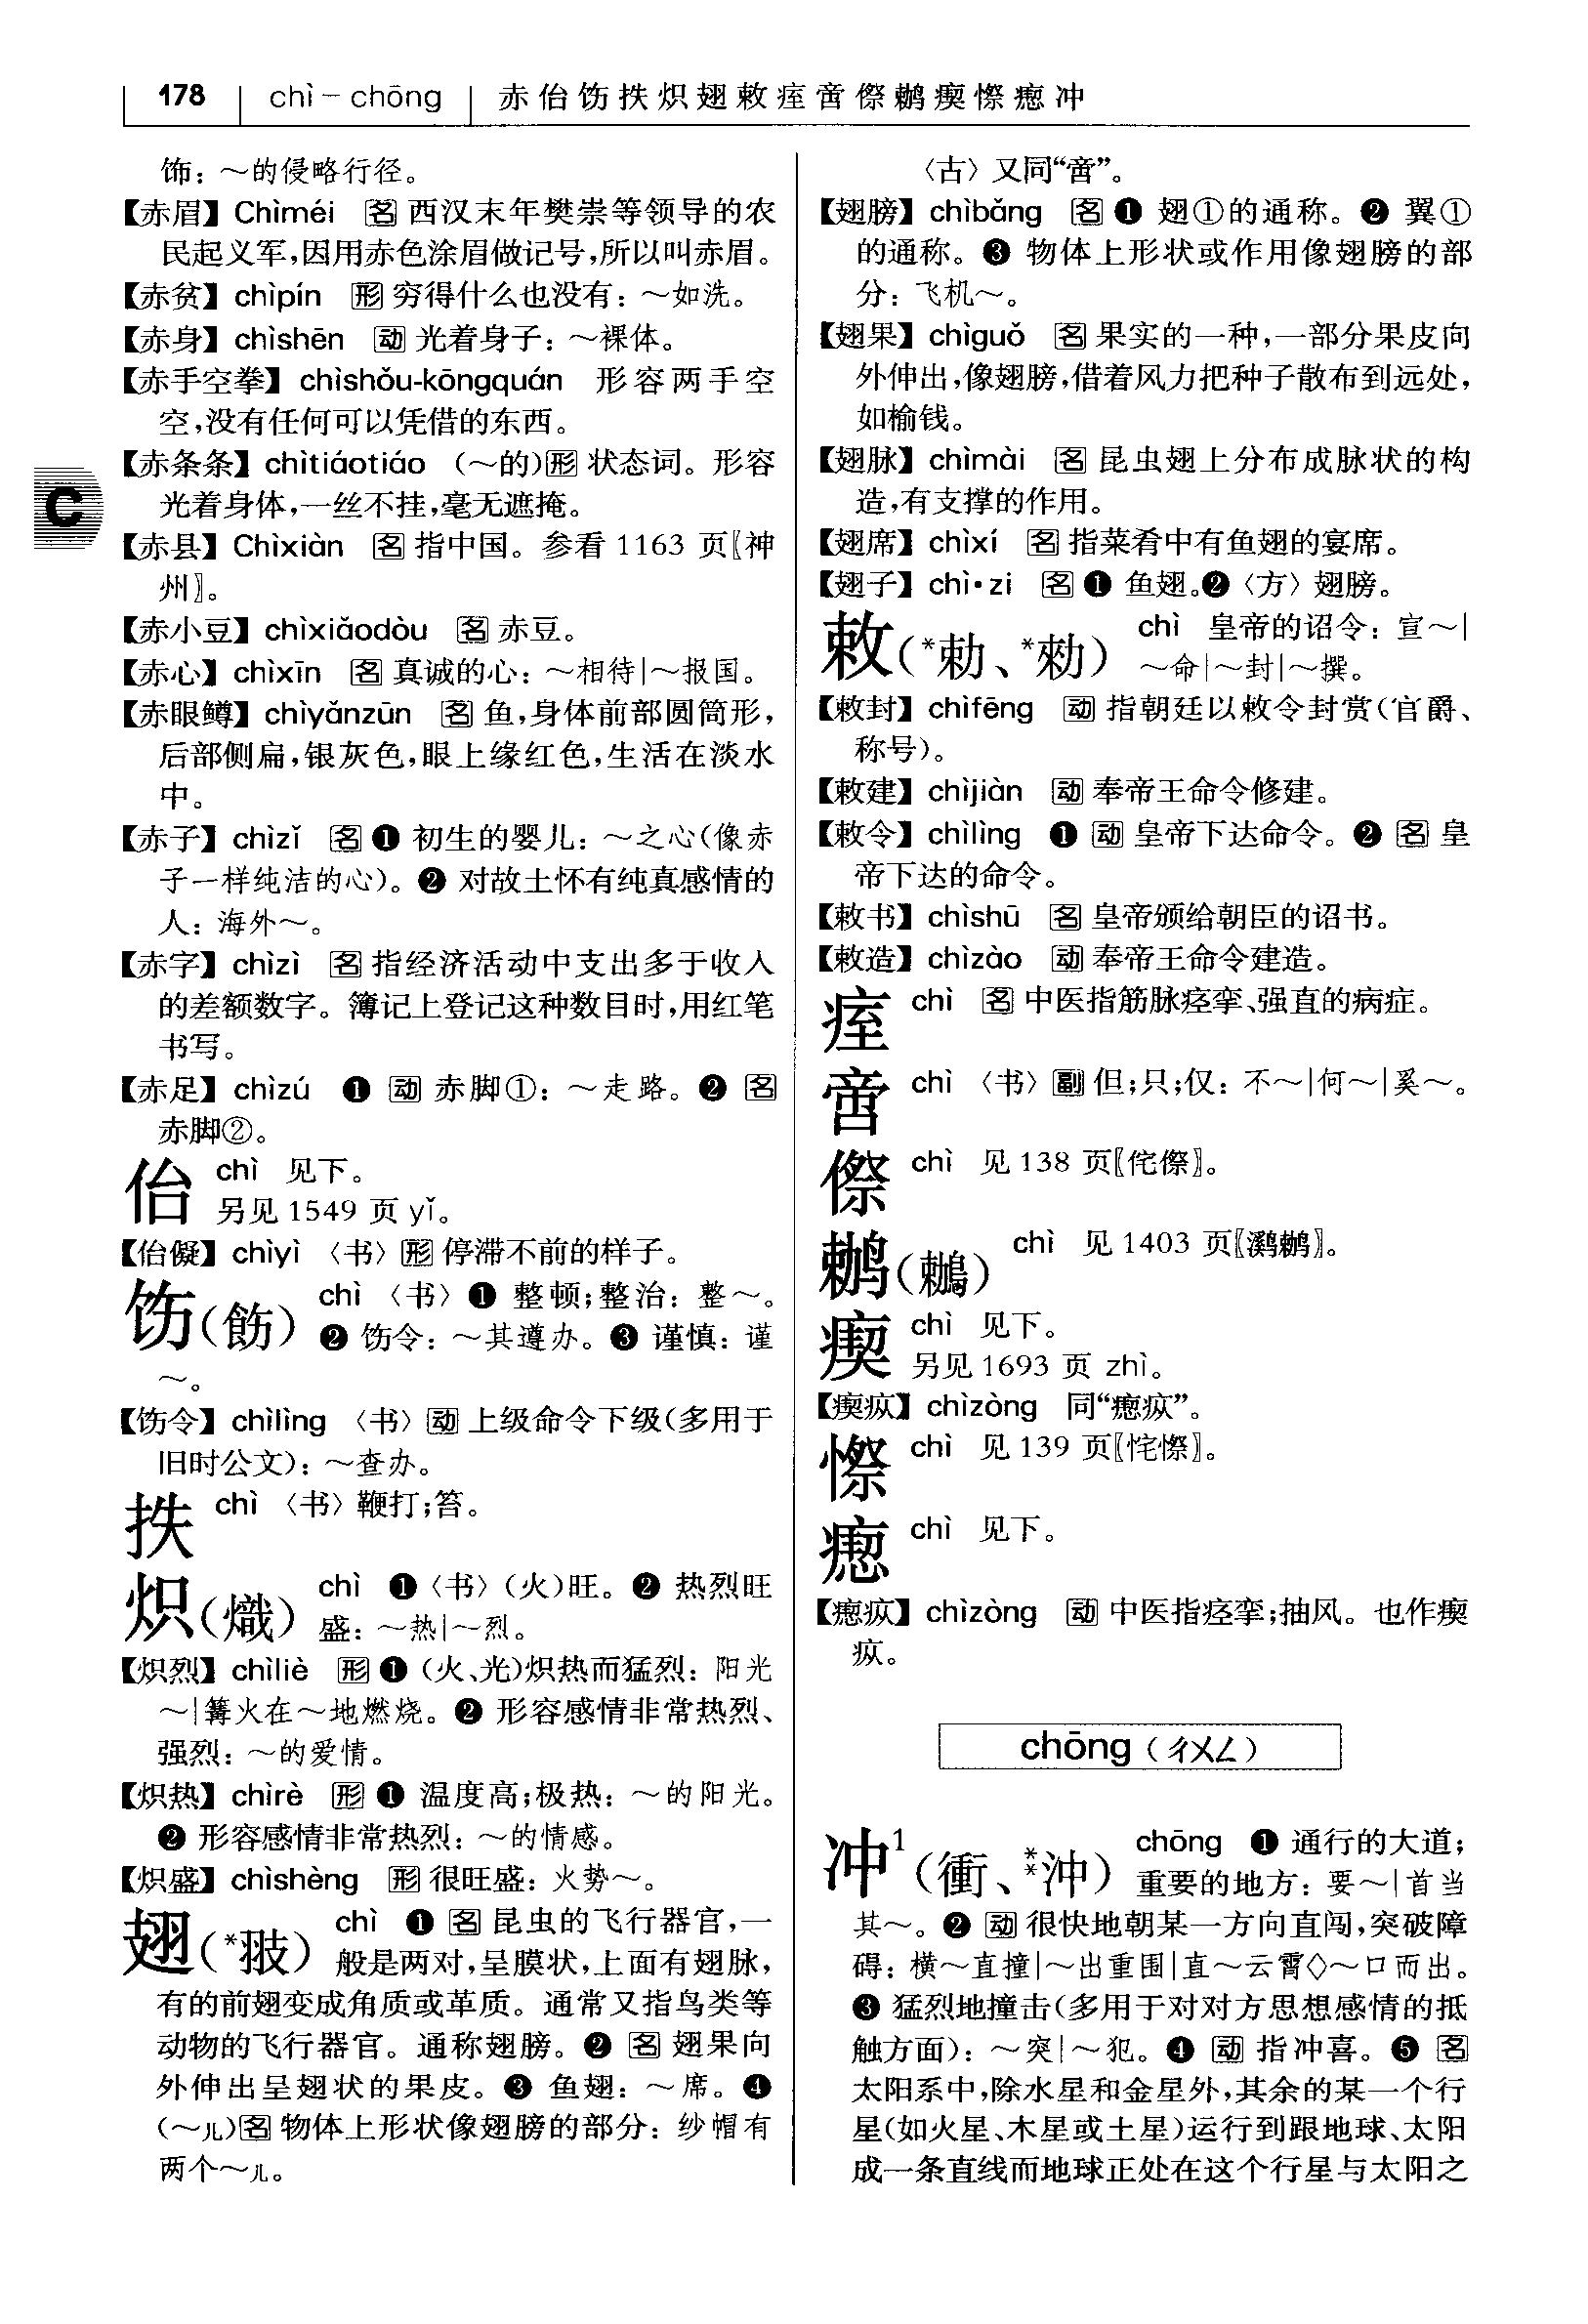 178 chì－chōng 赤佁饬抶炽翅敕痓啻傺鶒瘈憏瘛冲
饰：～的侵略行径。
【赤眉】Chìméi 名 西汉末年樊崇等领导的农
民起义军，因用赤色涂眉做记号，所以叫赤眉。
【赤贫】chìpín 形 穷得什么也没有：～如洗。
【赤身】chìshēn 动 光着身子：～裸体。
【赤手空拳】chìshǒu-kōngquán 形容两手空
空，没有任何可以凭借的东西。
【赤条条】chìtiáotiáo （～的）形 状态词。形容
光着身体，一丝不挂，毫无遮掩。
C
【赤县】Chìxiàn 名 指中国。参看 1163 页〖神
州〗。
【赤小豆】chìxiǎodòu 名 赤豆。
【赤心】chìxīn 名 真诚的心：～相待|～报国。
【赤眼鳟】chìyǎnzūn 名 鱼，身体前部圆筒形，
后部侧扁，银灰色，眼上缘红色，生活在淡水
中。
【赤子】chìzǐ 名 ❶ 初生的婴儿：～之心（像赤
子一样纯洁的心）。❷ 对故土怀有纯真感情的
人：海外～。
【赤字】chìzì 名 指经济活动中支出多于收入
的差额数字。簿记上登记这种数目时，用红笔
书写。
【赤足】chìzú ❶ 动 赤脚①：～走路。❷ 名
赤脚②。
佁 chì 见下。
另见 1549 页 yǐ。
【佁儗】chìyì 〈书〉形 停滞不前的样子。
饬（飭） chì 〈书〉❶ 整顿；整治：整～。
❷ 饬令：～其遵办。❸ 谨慎：谨
～。
【饬令】chìlìng 〈书〉动 上级命令下级（多用于
旧时公文）：～查办。
抶 chì 〈书〉鞭打；笞。
炽（熾） chì ❶〈书〉（火）旺。❷ 热烈旺
盛：～热|～烈。
【炽烈】chìliè 形 ❶（火、光）炽热而猛烈：阳光
～|篝火在～地燃烧。❷ 形容感情非常热烈、
强烈：～的爱情。
【炽热】chìrè 形 ❶ 温度高；极热：～的阳光。
❷ 形容感情非常热烈：～的情感。
【炽盛】chìshèng 形 很旺盛：火势～。
翅（*翄） chì ❶ 名 昆虫的飞行器官，一
般是两对，呈膜状，上面有翅脉，
有的前翅变成角质或革质。通常又指鸟类等
动物的飞行器官。通称翅膀。❷ 名 翅果向
外伸出呈翅状的果皮。❸ 鱼翅：～席。❹
（～儿）名 物体上形状像翅膀的部分：纱帽有
两个～儿。
〈古〉又同“啻”。
【翅膀】chìbǎng 名 ❶ 翅①的通称。❷ 翼①
的通称。❸ 物体上形状或作用像翅膀的部
分：飞机～。
【翅果】chìguǒ 名 果实的一种，一部分果皮向
外伸出，像翅膀，借着风力把种子散布到远处，
如榆钱。
【翅脉】chìmài 名 昆虫翅上分布成脉状的构
造，有支撑的作用。
【翅席】chìxí 名 指菜肴中有鱼翅的宴席。
【翅子】chì·zi 名 ❶ 鱼翅。❷〈方〉翅膀。
敕（*勅、*勑） chì 皇帝的诏令：宣～|
～命|～封|～撰。
【敕封】chìfēng 动 指朝廷以敕令封赏（官爵、
称号）。
【敕建】chìjiàn 动 奉帝王命令修建。
【敕令】chìlìng ❶ 动 皇帝下达命令。❷ 名 皇
帝下达的命令。
【敕书】chìshū 名 皇帝颁给朝臣的诏书。
【敕造】chìzào 动 奉帝王命令建造。
痓 chì 名 中医指筋脉痉挛、强直的病症。
啻 chì 〈书〉副 但；只；仅：不～|何～|奚～。
傺 chì 见 138 页〖侘傺〗。
鶒（鶒） chì 见 1403 页〖㶉鶒〗。
瘈 chì 见下。
另见 1693 页 zhì。
【瘈疭】chìzòng 同“瘛疭”。
憏 chì 见 139 页〖㤞憏〗。
瘛 chì 见下。
【瘛疭】chìzòng 动 中医指痉挛；抽风。也作瘈
疭。
chōng（ㄔㄨㄥ）
冲¹（衝、**沖） chōng ❶ 通行的大道；
重要的地方：要～|首当
其～。❷ 动 很快地朝某一方向直闯，突破障
碍：横～直撞|～出重围|直～云霄◇～口而出。
❸ 猛烈地撞击（多用于对对方思想感情的抵
触方面）：～突|～犯。❹ 动 指冲喜。❺ 名
太阳系中，除水星和金星外，其余的某一个行
星（如火星、木星或土星）运行到跟地球、太阳
成一条直线而地球正处在这个行星与太阳之